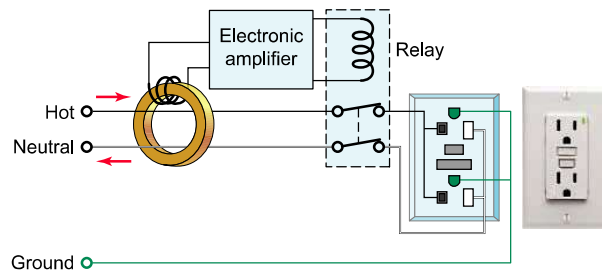 Electronic
amplifier
Relay
Hot
Neutral
Ground